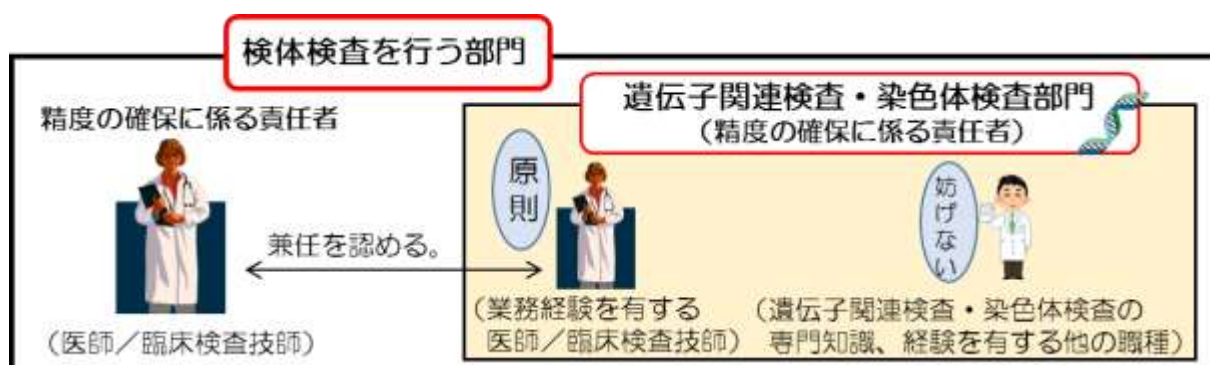 検体検査を行う部門
遺伝子関連検査・染色体検査部門
（精度の確保に係る責任者）
精度の確保に係る責任者
原則
妨げない
兼任を認める。
（医師／臨床検査技師）
（業務経験を有する
医師／臨床検査技師）
（遺伝子関連検査・染色体検査の
専門知識、経験を有する他の職種）